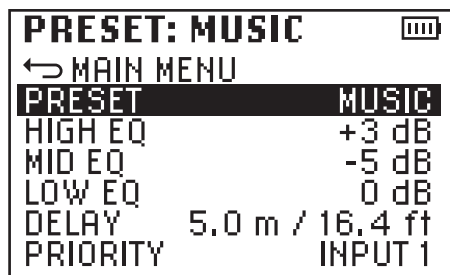 PRESET: MUSIC
MAIN MENU
PRESET MUSIC
HIGH EQ +3 dB
MID EQ -5 dB
LOW EQ 0 dB
DELAY 5.0 m / 16.4 ft
PRIORITY INPUT 1